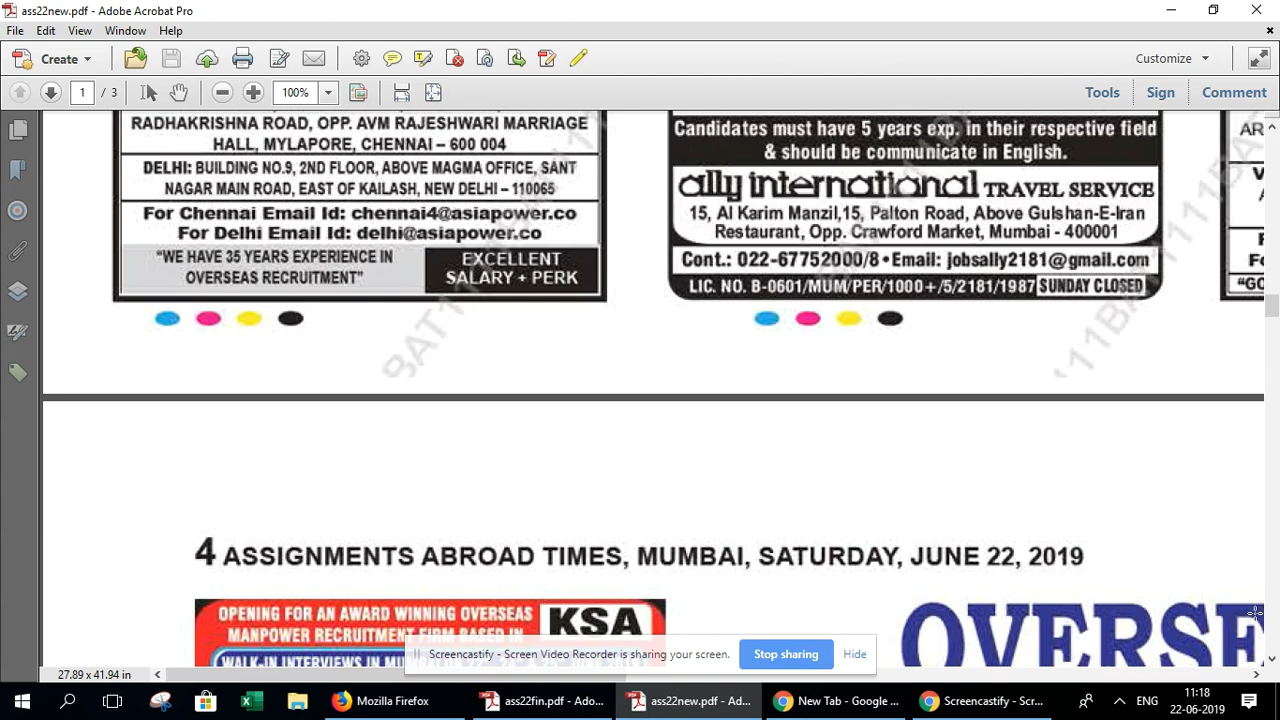 ass22new.pdf - Adobe Acrobat Pro
File Edit View Window Help
Create
Customize
1 / 3
100%
Tools Sign Comment
RADHAKRISHNA ROAD, OPP. AVM RAJESHWARI MARRIAGE
HALL, MYLAPORE, CHENNAI – 600 004
DELHI: BUILDING NO.9, 2ND FLOOR, ABOVE MAGMA OFFICE, SANT
NAGAR MAIN ROAD, EAST OF KAILASH, NEW DELHI – 110065
For Chennai Email Id: chennai4@asiapower.co
For Delhi Email Id: delhi@asiapower.co
"WE HAVE 35 YEARS EXPERIENCE IN
OVERSEAS RECRUITMENT"
EXCELLENT
SALARY + PERK
Candidates must have 5 years exp. in their respective field
& should be communicate in English.
ally international TRAVEL SERVICE
15, Al Karim Manzil,15, Palton Road, Above Gulshan-E-Iran
Restaurant, Opp. Crawford Market, Mumbai - 400001
Cont.: 022-67752000/8 • Email: jobsally2181@gmail.com
LIC. NO. B-0601/MUM/PER/1000+/5/2181/1987 SUNDAY CLOSED
AR
"GO
4 ASSIGNMENTS ABROAD TIMES, MUMBAI, SATURDAY, JUNE 22, 2019
OPENING FOR AN AWARD WINNING OVERSEAS
MANPOWER RECRUITMENT FIRM BASED IN
KSA
OVERSE
Screencastify - Screen Video Recorder is sharing your screen.
Stop sharing
Hide
27.89 x 41.94 in
Mozilla Firefox
ass22fin.pdf - Ado...
ass22new.pdf - Ad...
New Tab - Google ...
Screencastify - Scr...
ENG
11:18
22-06-2019